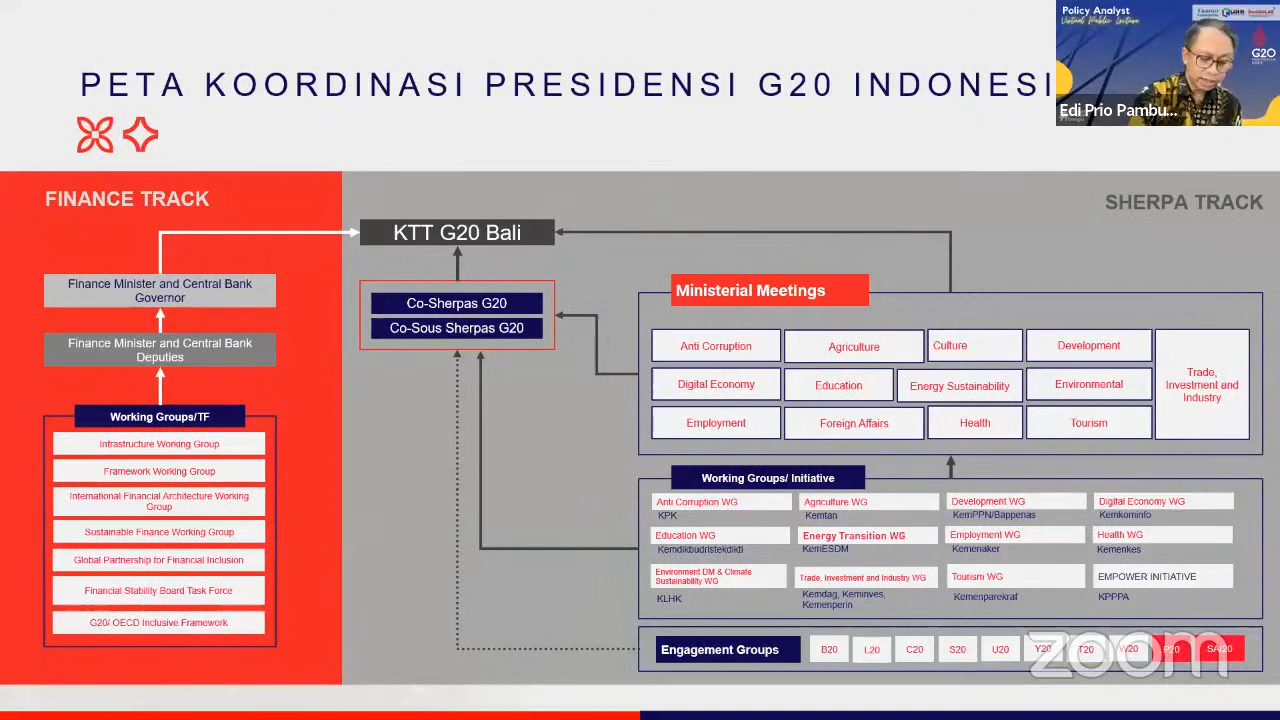 Policy Analyst
Virtual Public Lecture
G20
PETA KOORDINASI PRESIDENSI G20 INDONESI
Edi Prio Pambu...
FINANCE TRACK
SHERPA TRACK
KTT G20 Bali
Finance Minister and Central Bank
Governor
Finance Minister and Central Bank
Deputies
Working Groups/TF
Infrastructure Working Group
Framework Working Group
International Financial Architecture Working
Group
Sustainable Finance Working Group
Global Partnership for Financial Inclusion
Financial Stability Board Task Force
G20/ OECD Inclusive Framework
Co-Sherpas G20
Co-Sous Sherpas G20
Ministerial Meetings
Anti Corruption
Agriculture
Culture
Development
Digital Economy
Education
Energy Sustainability
Environmental
Employment
Foreign Affairs
Health
Tourism
Trade,
Investment and
Industry
Working Groups/ Initiative
Anti Corruption WG
KPK
Agriculture WG
Kemtan
Development WG
KemPPN/Bappenas
Digital Economy WG
Kemkominfo
Education WG
Kemdikbudristekdikti
Energy Transition WG
KemESDM
Employment WG
Kemenaker
Health WG
Kemenkes
Environment DM & Climate
Sustainability WG
KLHK
Trade, Investment and Industry WG
Kemdag, Keminves,
Kemenperin
Tourism WG
Kemenparekraf
EMPOWER INITIATIVE
KPPPA
Engagement Groups
B20
L20
C20
S20
U20
Y20
T20
W20
P20
SAI20
zoom